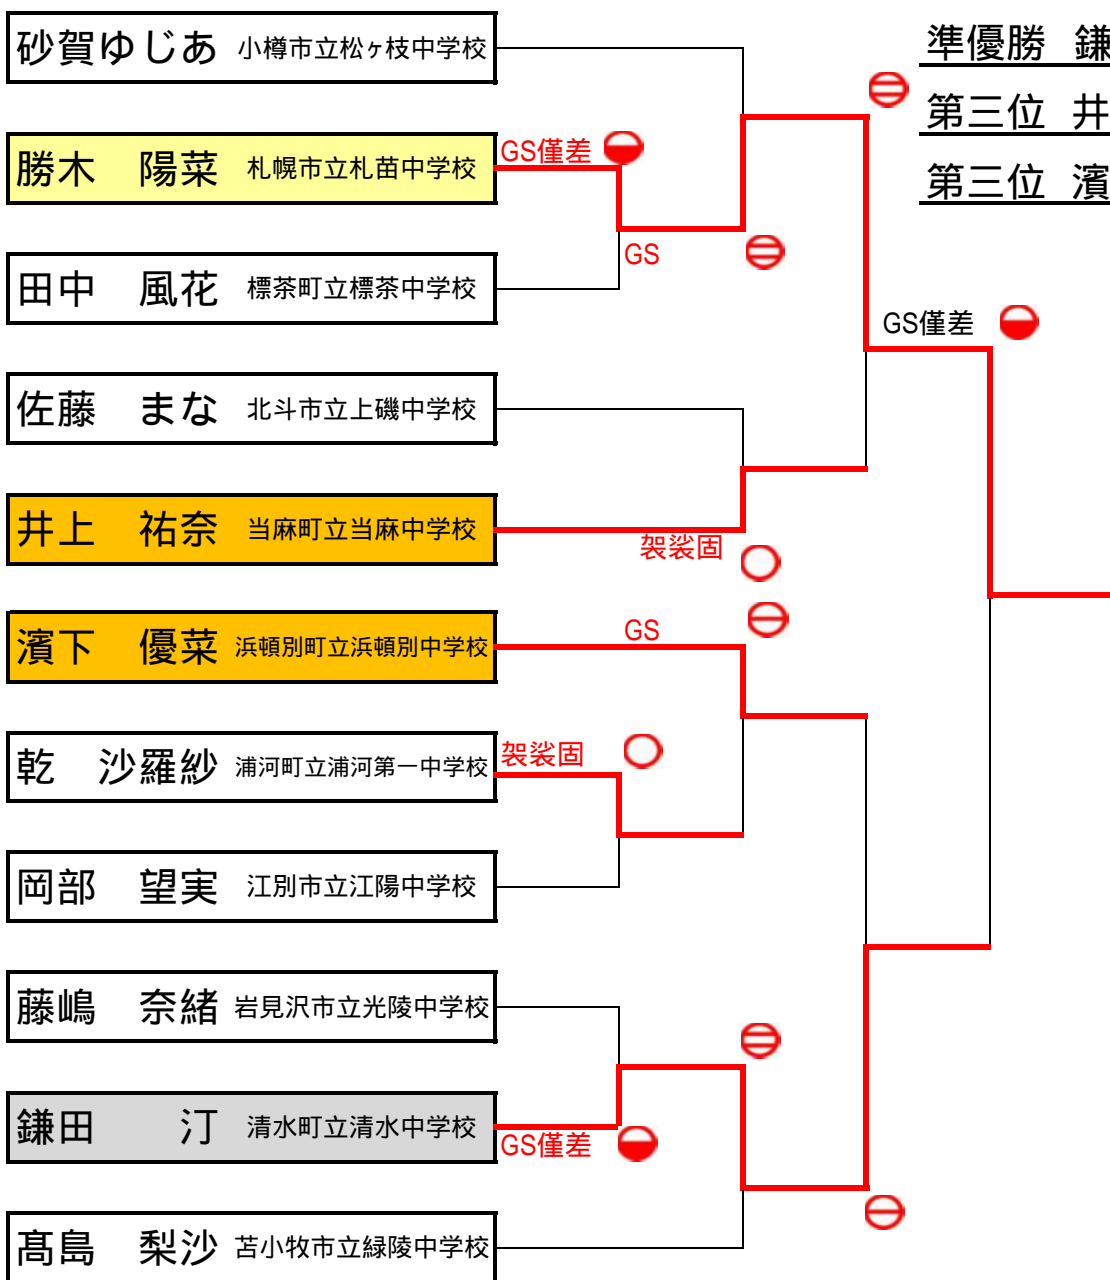 砂賀ゆじあ 小樽市立松ヶ枝中学校
準優勝 鎌
第三位 井
勝木 陽菜 札幌市立札苗中学校
GS僅差
第三位 濱
GS
田中 風花 標茶町立標茶中学校
GS僅差
佐藤 まな 北斗市立上磯中学校
井上 祐奈 当麻町立当麻中学校
袈裟固
濱下 優菜 浜頓別町立浜頓別中学校
GS
乾 沙羅紗 浦河町立浦河第一中学校
袈裟固
岡部 望実 江別市立江陽中学校
藤嶋 奈緒 岩見沢市立光陵中学校
鎌田 汀 清水町立清水中学校
GS僅差
髙島 梨沙 苫小牧市立緑陵中学校